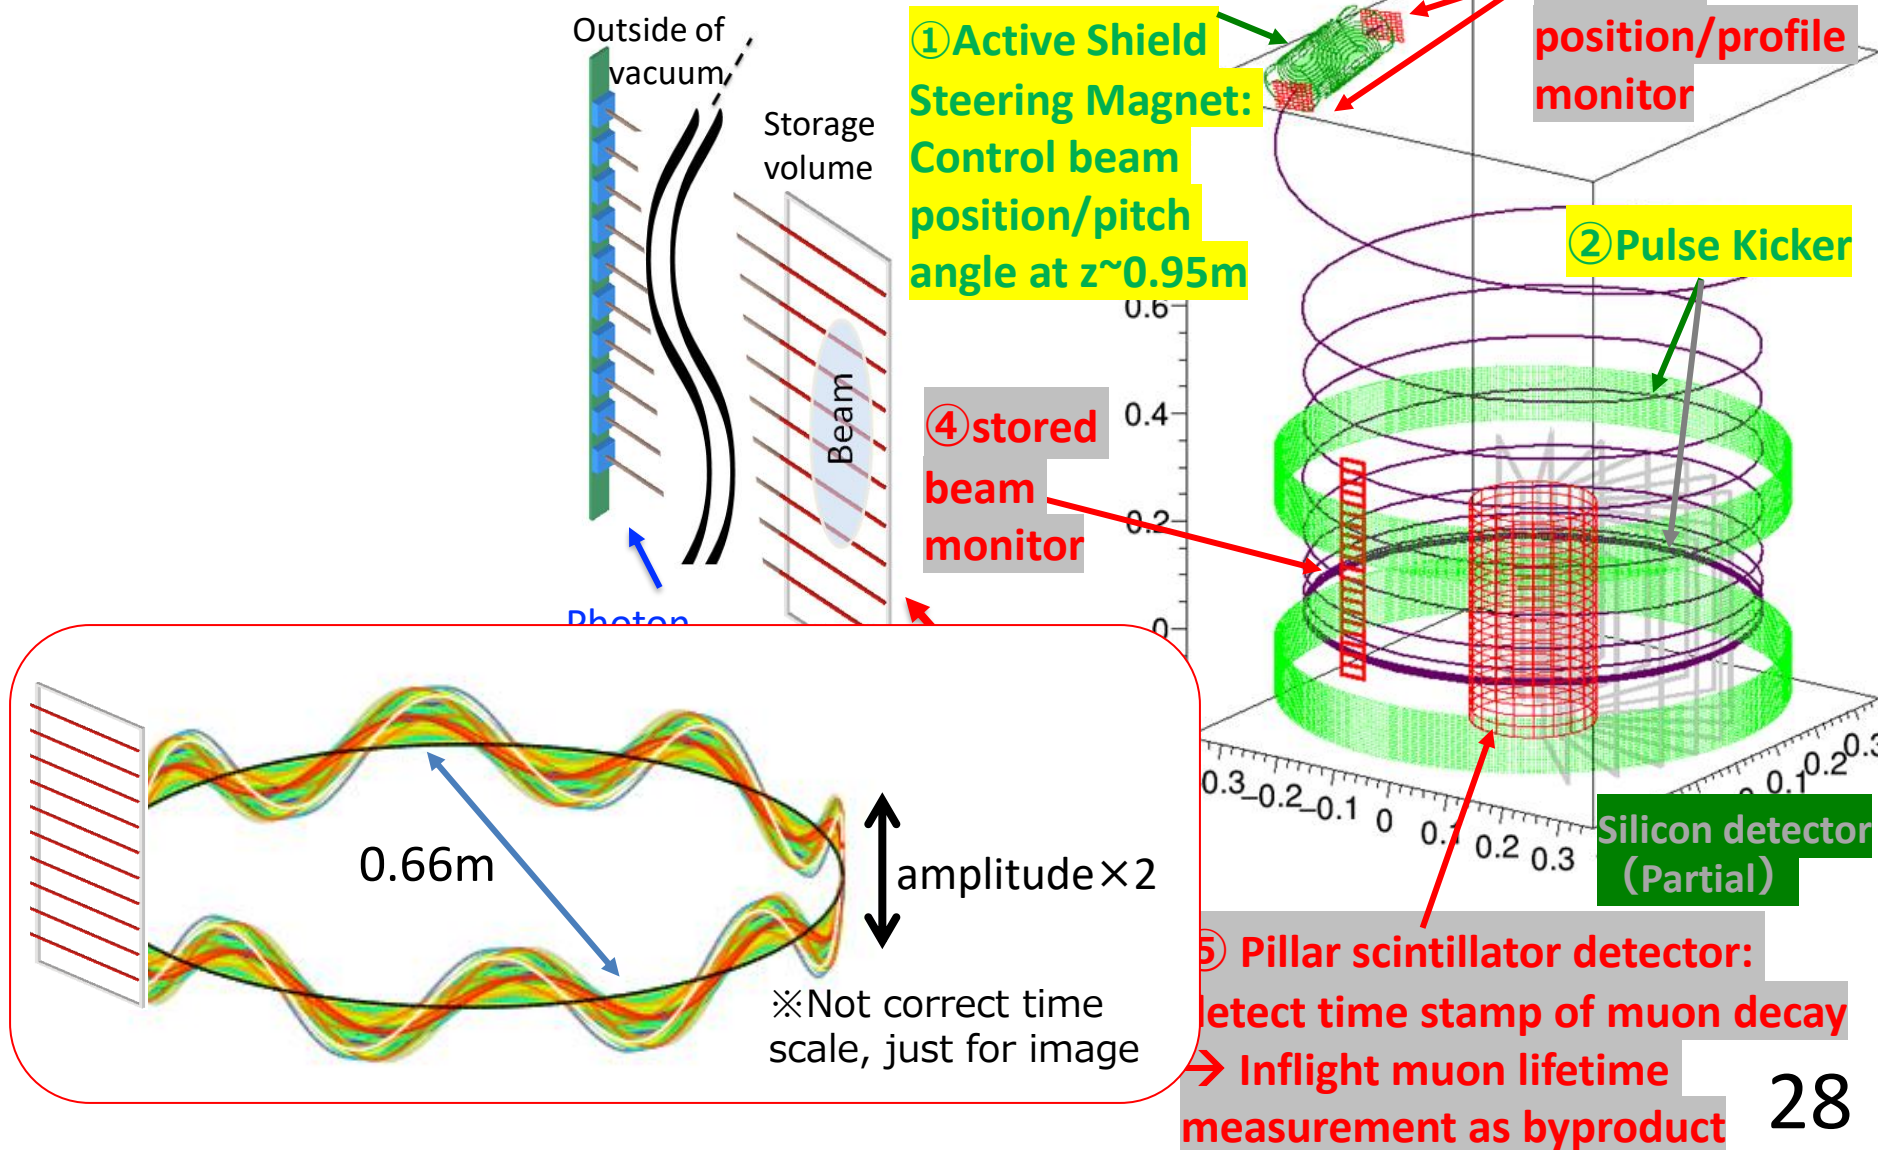 Outside of
vacuum
Storage
volume
Beam
Photon
①Active Shield
Steering Magnet:
Control beam
position/pitch
angle at z~0.95m
position/profile
monitor
②Pulse Kicker
④stored
beam
monitor
0.6
0.4
0.2
0
0.3
-0.2
-0.1
0
0.1
0.2
0.3
0
0.1
0.2
0.3
Silicon detector
（Partial）
0.66m
amplitude×2
※Not correct time
scale, just for image
⑤ Pillar scintillator detector:
etect time stamp of muon decay
→ Inflight muon lifetime
measurement as byproduct
28